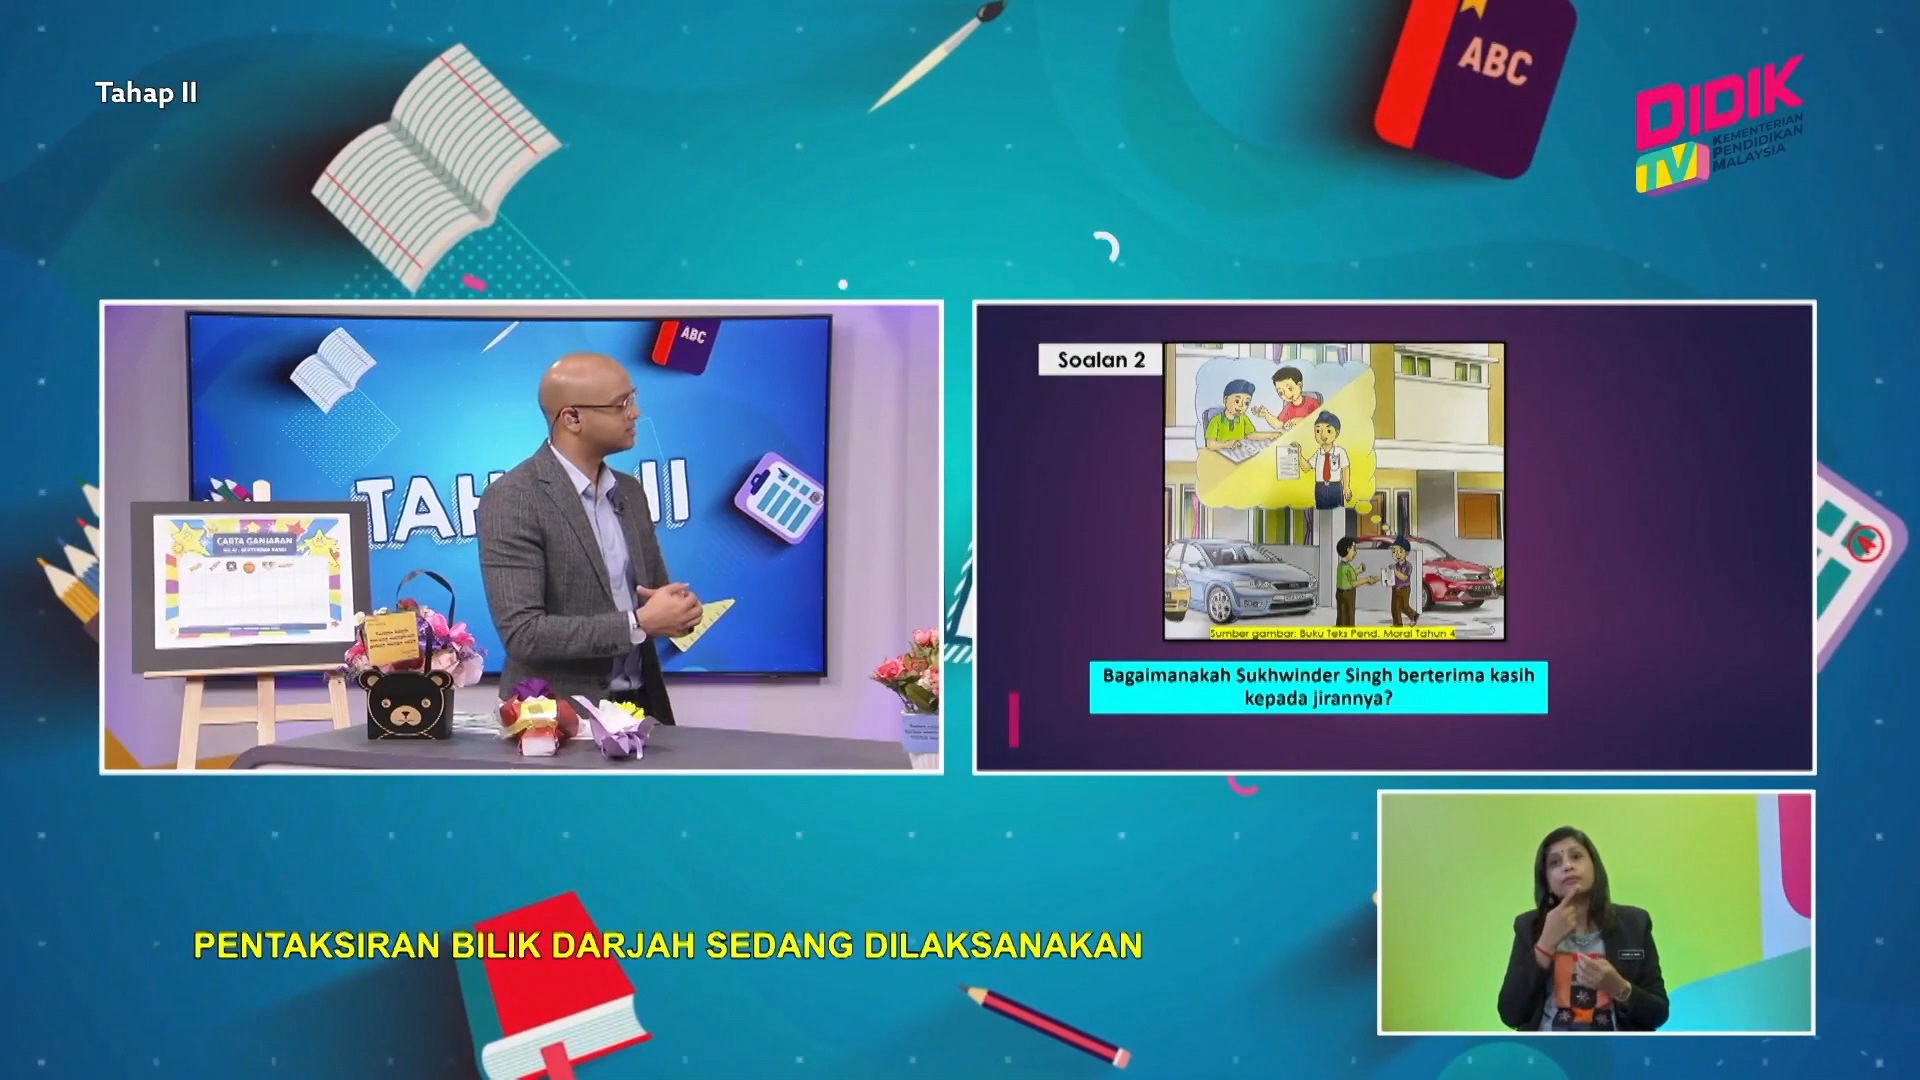 Tahap II
ABC
DIDIK
TV
KEMENTERIAN
PENDIDIKAN
MALAYSIA
ABC
TAH
II
CARTA GANJARAN
Soalan 2
Sumber gambar: Buku Teks Pend. Moral Tahun 4
Bagaimanakah Sukhwinder Singh berterima kasih
kepada jirannya?
PENTAKSIRAN BILIK DARJAH SEDANG DILAKSANAKAN